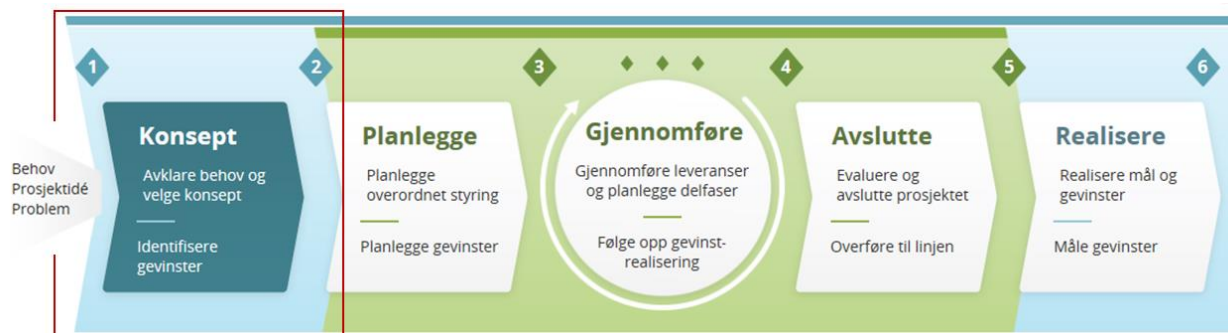 1
2
3
4
5
6
Behov
Prosjektidé
Problem
Konsept
Avklare behov og
velge konsept
Identifisere
gevinster
Planlegge
Planlegge
overordnet styring
Planlegge gevinster
Gjennomføre
Gjennomføre leveranser
og planlegge delfaser
Følge opp gevinst-
realisering
Avslutte
Evaluere og
avslutte prosjektet
Overføre til linjen
Realisere
Realisere mål og
gevinster
Måle gevinster